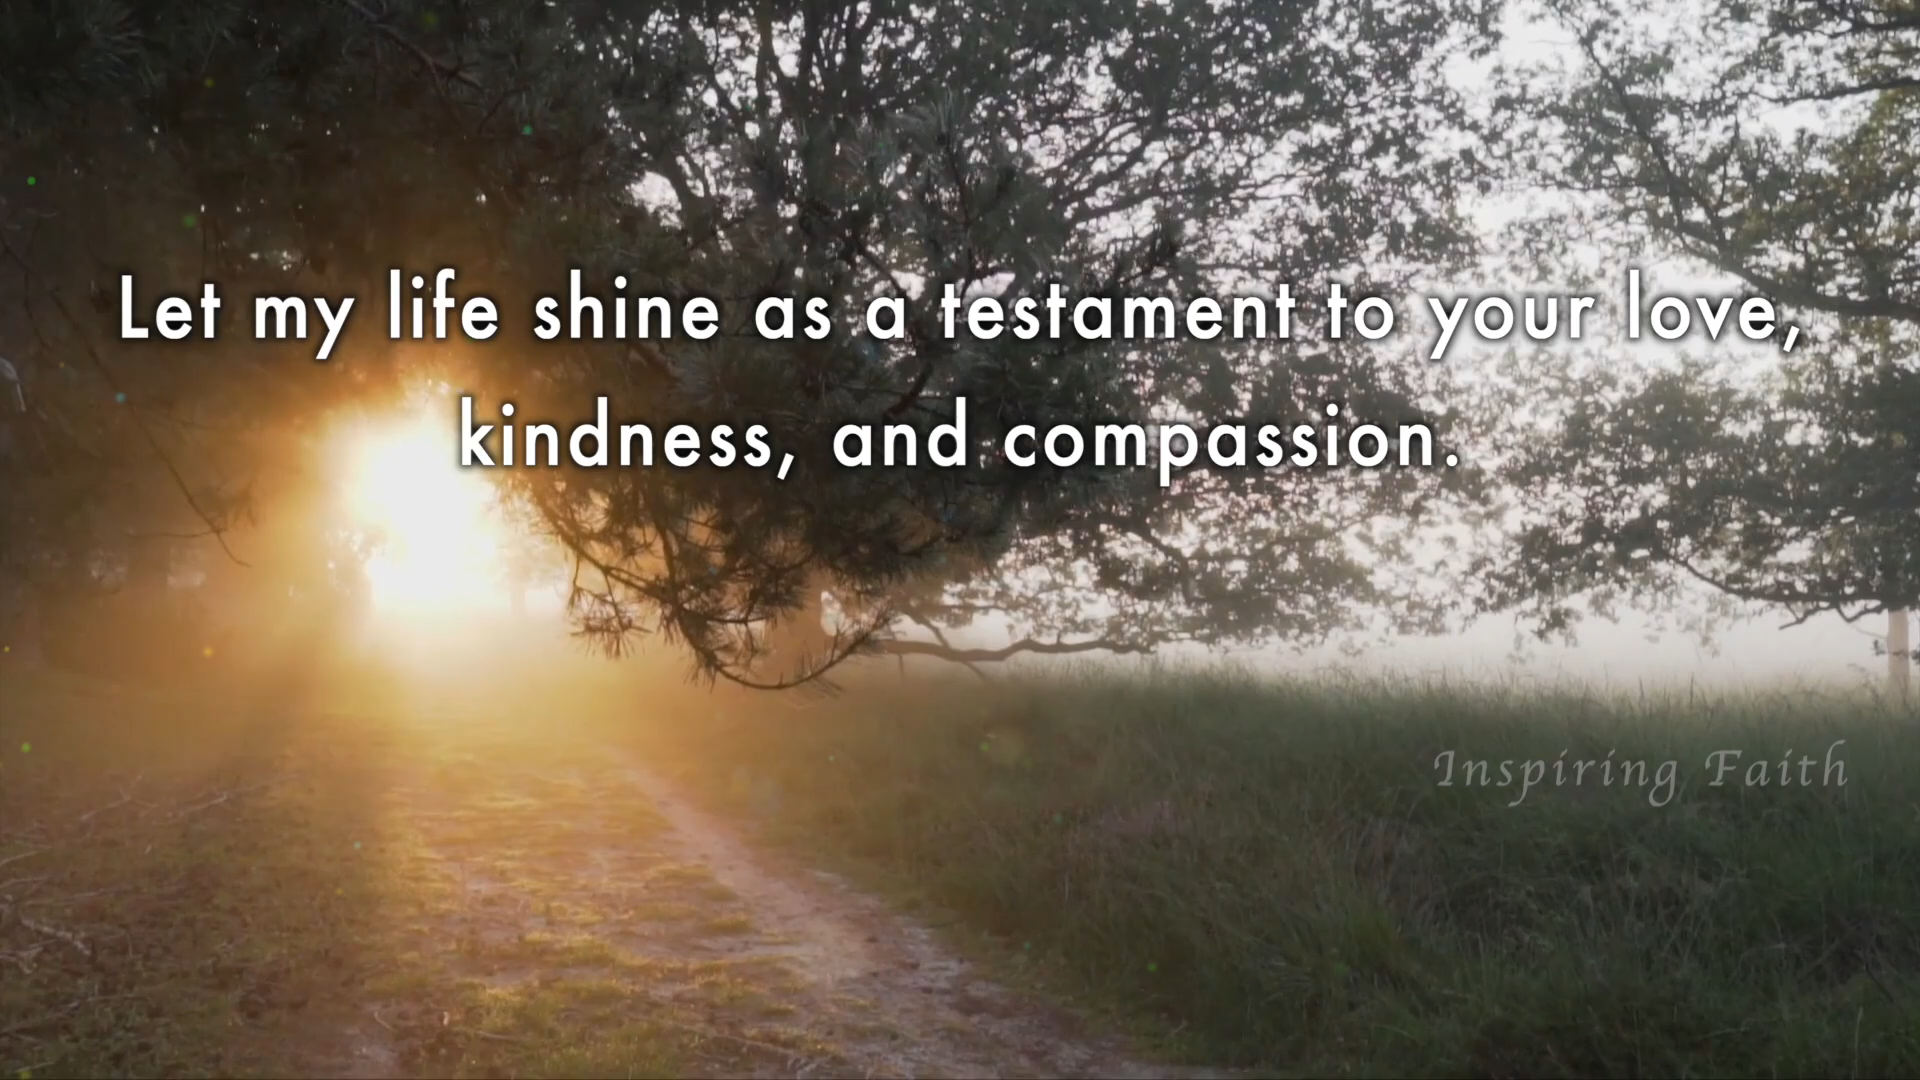 Let my life shine as a testament to your love,
kindness, and compassion.
Inspiring Faith